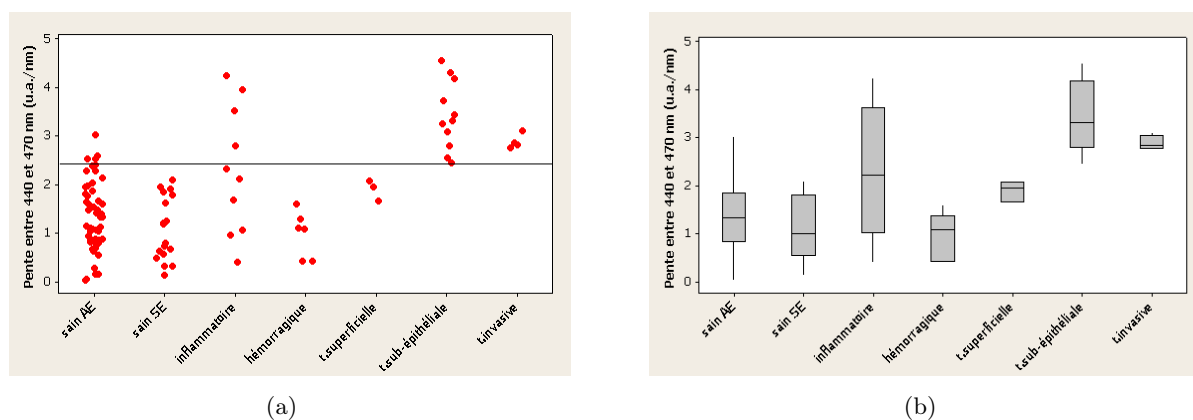 Pente entre 440 et 470 nm (u.a./nm)
5
4
3
2
1
0
sain AE
sain SE
inflammatoire
hémorragique
t.superficielle
t.sub-épithéliale
t.invasive
(a)
Pente entre 440 et 470 nm (u.a./nm)
5
4
3
2
1
0
sain AE
sain SE
inflammatoire
hémorragique
t.superficielle
t.sub-épithéliale
t.invasive
(b)